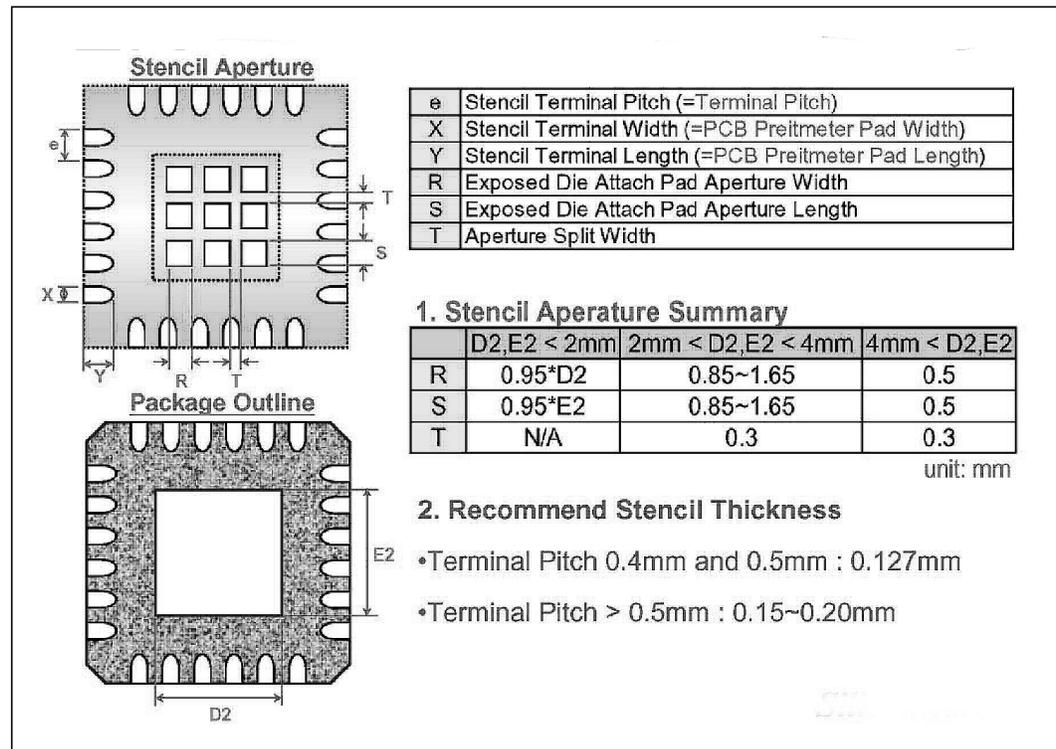 Stencil Aperture
e
X
Y
R
T
T
S
e Stencil Terminal Pitch (=Terminal Pitch)
X Stencil Terminal Width (=PCB Preitmeter Pad Width)
Y Stencil Terminal Length (=PCB Preitmeter Pad Length)
R Exposed Die Attach Pad Aperture Width
S Exposed Die Attach Pad Aperture Length
T Aperture Split Width
1. Stencil Aperature Summary
D2,E2 < 2mm 2mm < D2,E2 < 4mm 4mm < D2,E2
R 0.95*D2 0.85~1.65 0.5
S 0.95*E2 0.85~1.65 0.5
T N/A 0.3 0.3
unit: mm
Package Outline
E2
D2
2. Recommend Stencil Thickness
•Terminal Pitch 0.4mm and 0.5mm : 0.127mm
•Terminal Pitch > 0.5mm : 0.15~0.20mm